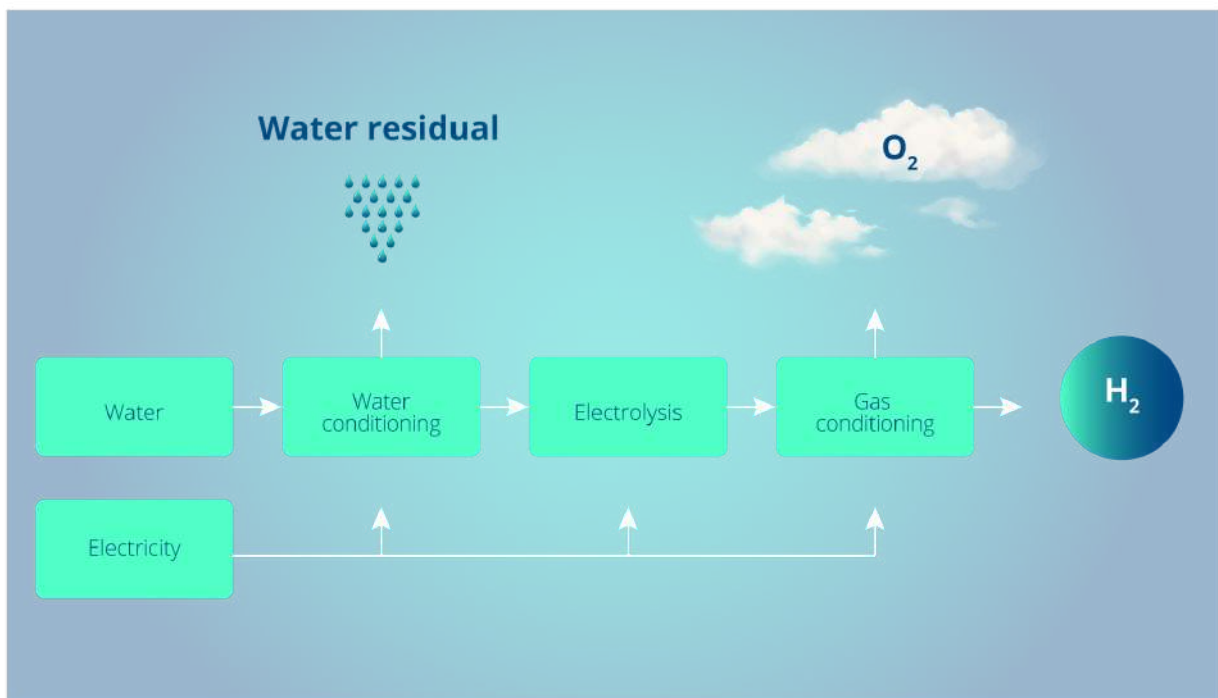 Water residual
O₂
Water
Water
conditioning
Electrolysis
Gas
conditioning
H₂
Electricity